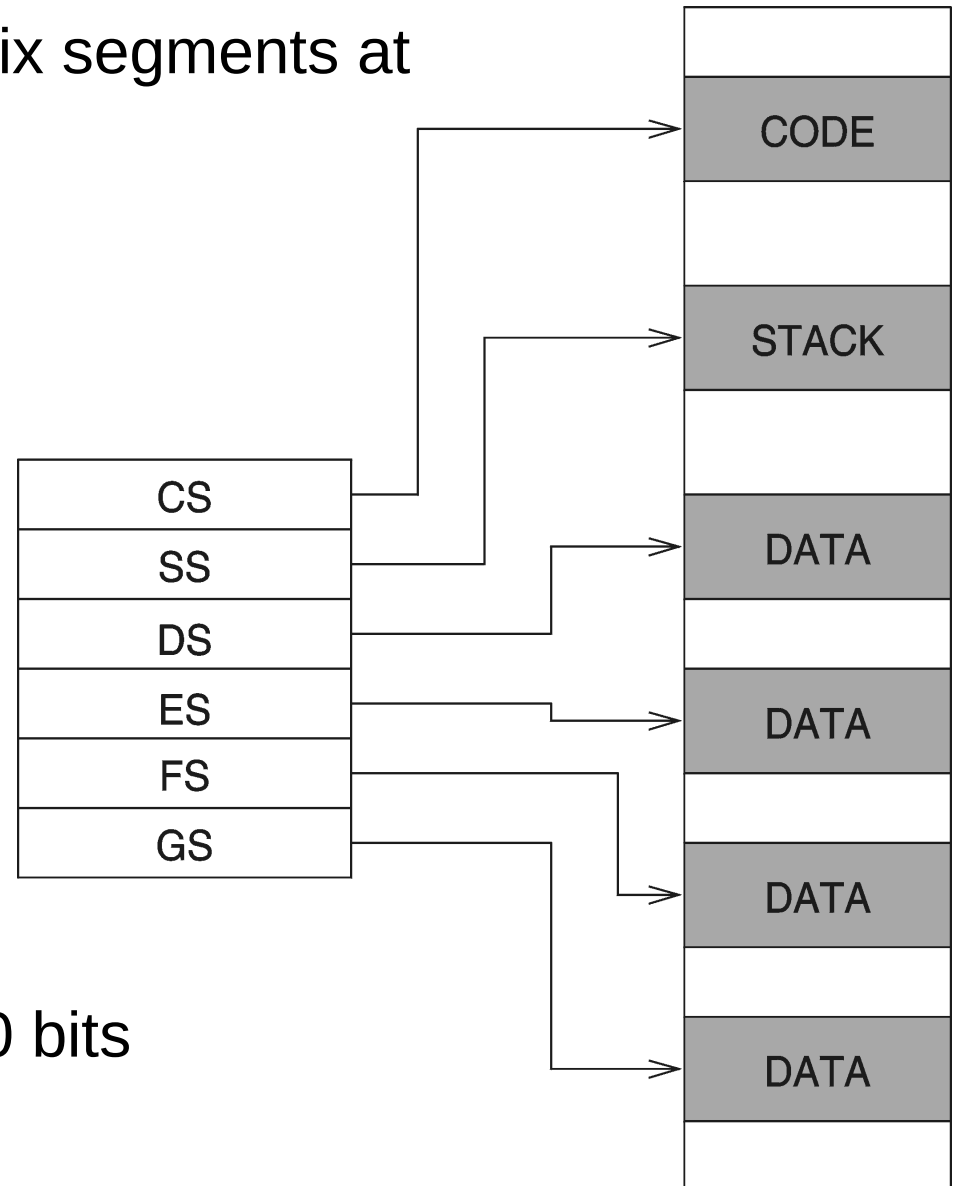 ix segments at
CODE
STACK
CS
DATA
SS
DS
ES
DATA
FS
GS
DATA
0 bits
DATA